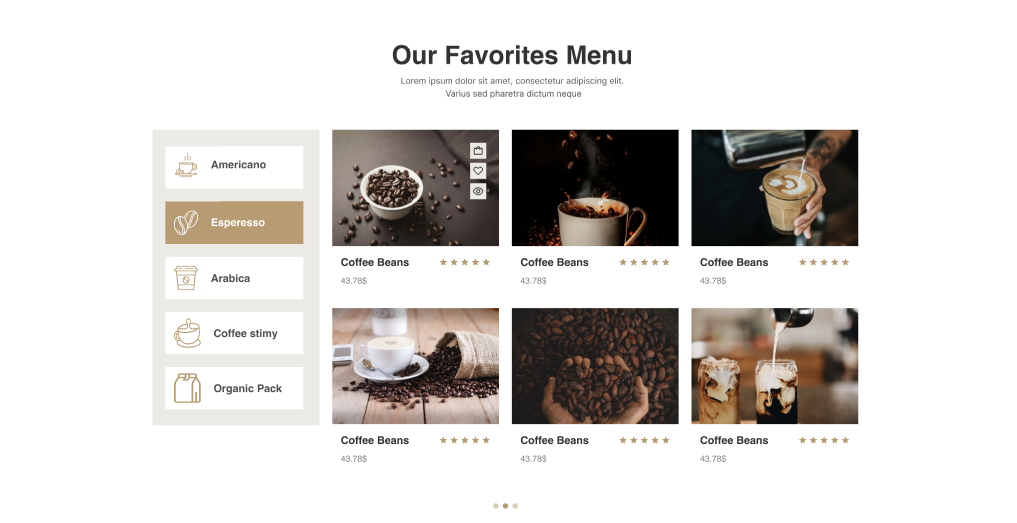 Our Favorites Menu
Lorem ipsum dolor sit amet, consectetur adipiscing elit.
Varius sed pharetra dictum neque
Americano
Esperesso
Arabica
Coffee stimy
Organic Pack
Coffee Beans
43.78$
Coffee Beans
43.78$
Coffee Beans
43.78$
Coffee Beans
43.78$
Coffee Beans
43.78$
Coffee Beans
43.78$